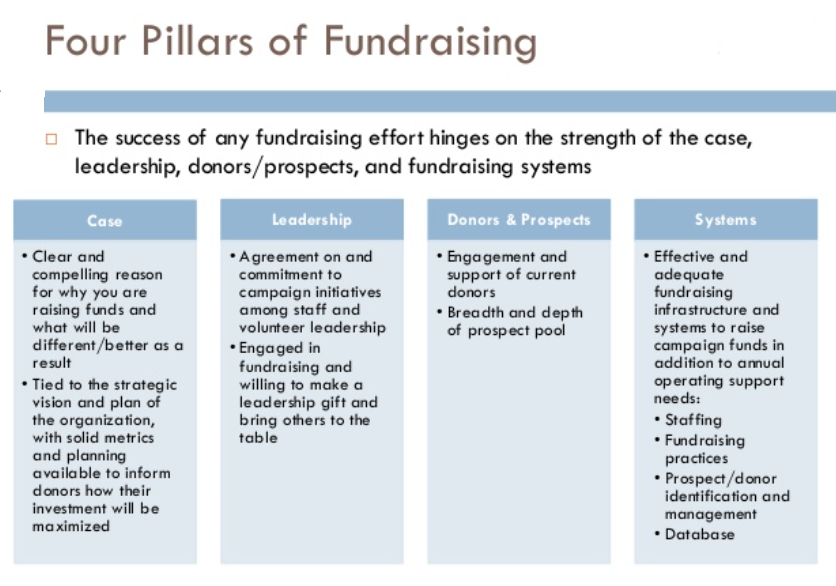 Four Pillars of Fundraising
□ The success of any fundraising effort hinges on the strength of the case,
leadership, donors/prospects, and fundraising systems
Case
• Clear and
compelling reason
for why you are
raising funds and
what will be
different/better as a
result
• Tied to the strategic
vision and plan of
the organization,
with solid metrics
and planning
available to inform
donors how their
investment will be
maximized
Leadership
• Agreement on and
commitment to
campaign initiatives
among staff and
volunteer leadership
• Engaged in
fundraising and
willing to make a
leadership gift and
bring others to the
table
Donors & Prospects
• Engagement and
support of current
donors
• Breadth and depth
of prospect pool
Systems
• Effective and
adequate
fundraising
infrastructure and
systems to raise
campaign funds in
addition to annual
operating support
needs:
• Staffing
• Fundraising
practices
• Prospect/donor
identification and
management
• Database